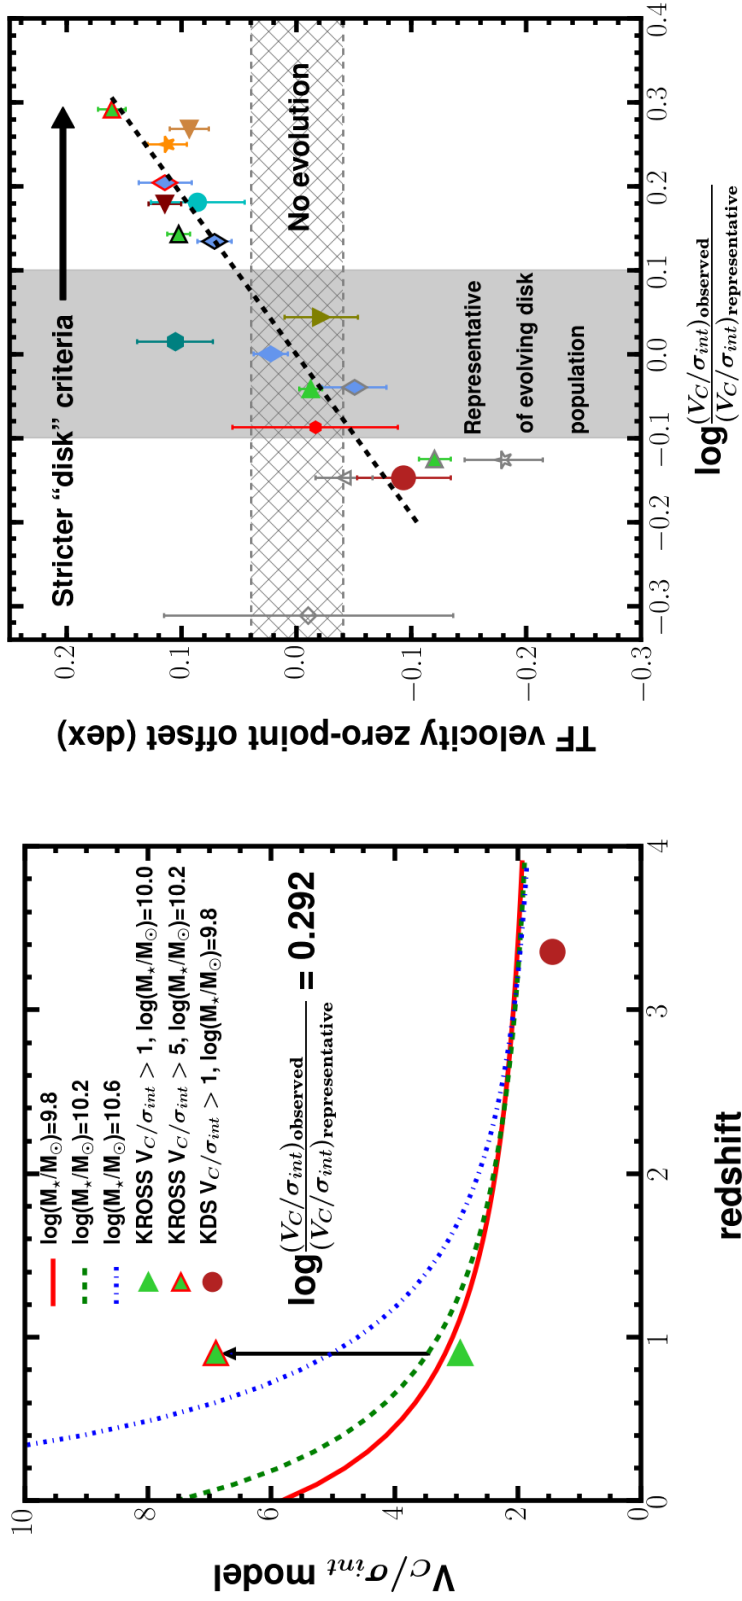 10
8
6
4
2
0
0
1
2
3
4
V_C/σ_int model
redshift
log(M⋆/M⊙)=9.8
log(M⋆/M⊙)=10.2
log(M⋆/M⊙)=10.6
KROSS V_C/σ_int > 1, log(M⋆/M⊙)=10.0
KROSS V_C/σ_int > 5, log(M⋆/M⊙)=10.2
KDS V_C/σ_int > 1, log(M⋆/M⊙)=9.8
log (V_C/σ_int)observed / (V_C/σ_int)representative = 0.292
0.2
0.1
0.0
−0.1
−0.2
−0.3
−0.3
−0.2
−0.1
0.0
0.1
0.2
0.3
0.4
TF velocity zero-point offset (dex)
Stricter “disk” criteria
No evolution
Representative
of evolving disk
population
log (V_C/σ_int)observed / (V_C/σ_int)representative